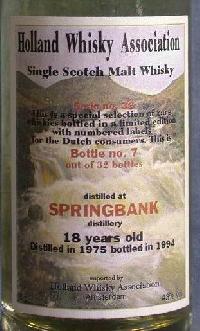 Holland Whisky Association
Single Scotch Malt Whisky
This is a special selection of rare
whiskies bottled in a limited edition
with numbered labels
for the Dutch consumers. This is
Bottle no. 7
out of 32 bottles
distilled at
SPRINGBANK
distillery
18 years old
Distilled in 1975 bottled in 1994
imported by
Holland Whisky Association
Amsterdam